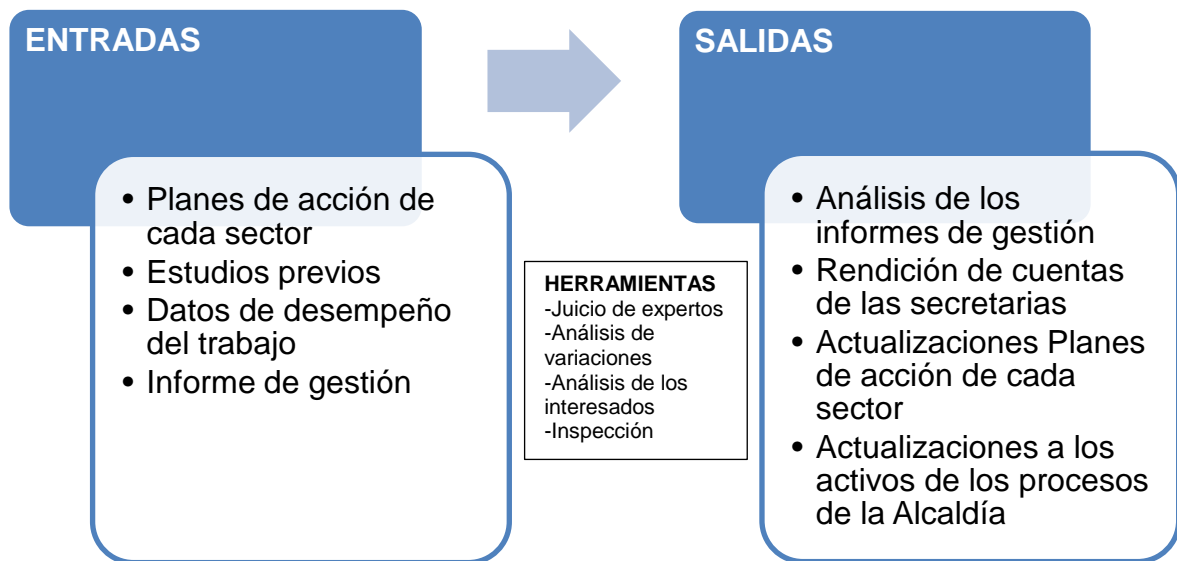 ENTRADAS
• Planes de acción de
cada sector
• Estudios previos
• Datos de desempeño
del trabajo
• Informe de gestión
HERRAMIENTAS
-Juicio de expertos
-Análisis de
variaciones
-Análisis de los
interesados
-Inspección
SALIDAS
• Análisis de los
informes de gestión
• Rendición de cuentas
de las secretarias
• Actualizaciones Planes
de acción de cada
sector
• Actualizaciones a los
activos de los procesos
de la Alcaldía